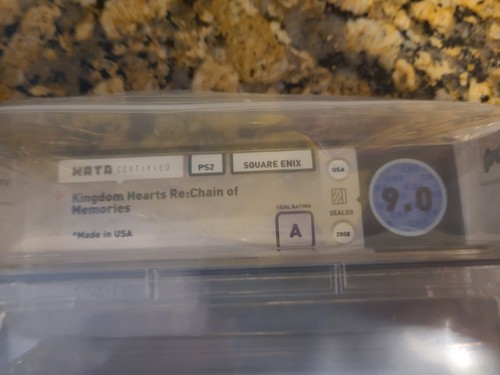 WATA CERTIFIED
PS2
SQUARE ENIX
USA
Kingdom Hearts Re:Chain of
Memories
*Made in USA
SEAL RATING
A
SEALED
2008
9.0